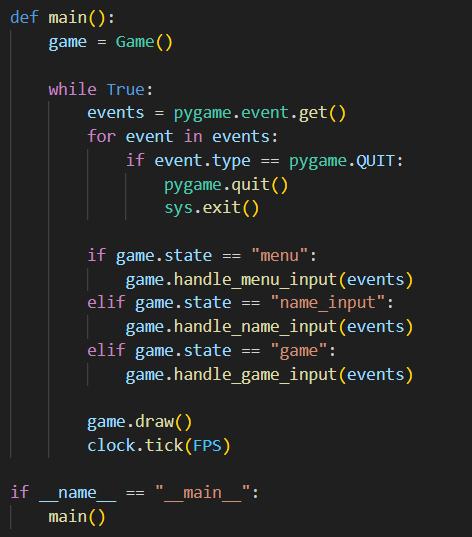 def main():
    game = Game()

    while True:
        events = pygame.event.get()
        for event in events:
            if event.type == pygame.QUIT:
                pygame.quit()
                sys.exit()

        if game.state == "menu":
            game.handle_menu_input(events)
        elif game.state == "name_input":
            game.handle_name_input(events)
        elif game.state == "game":
            game.handle_game_input(events)

        game.draw()
        clock.tick(FPS)

if __name__ == "__main__":
    main()